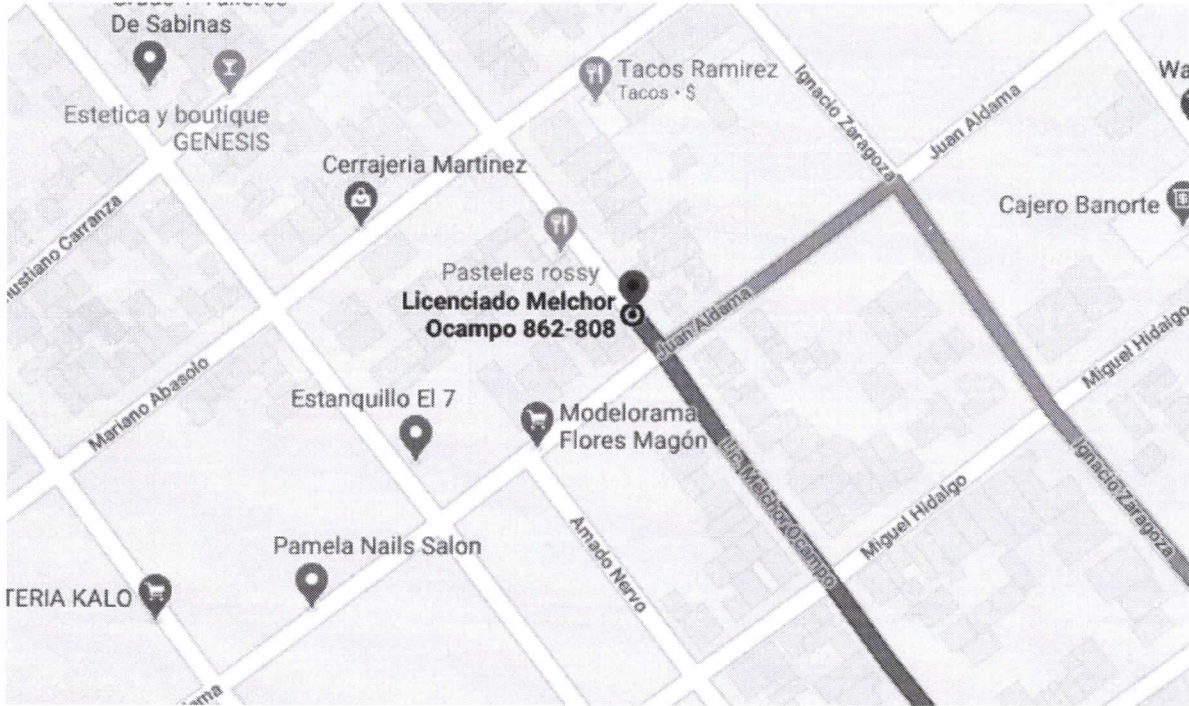 De Sabinas
Estetica y boutique
GENESIS
Tacos Ramirez
Tacos • $
Ignacio Zaragoza
Juan Aldama
Wa
Cerrajeria Martinez
Cajero Banorte
Pasteles rossy
Licenciado Melchor
Ocampo 862-808
Juan Aldama
Miguel Hidalgo
Mariano Abasolo
Estanquillo El 7
Modelorama
Flores Magón
Lic. Melchor Ocampo
Ignacio Zaragoza
Miguel Hidalgo
Amado Nervo
Pamela Nails Salon
TERIA KALO
ustiano Carranza